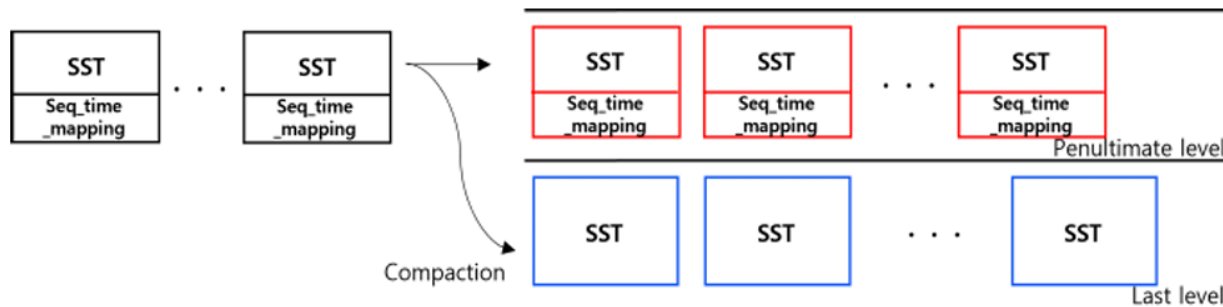 SST
Seq_time
_mapping
. . .
SST
Seq_time
_mapping
SST
Seq_time
_mapping
SST
Seq_time
_mapping
. . .
SST
Seq_time
_mapping
Penultimate level
SST
SST
. . .
SST
Compaction
Last level